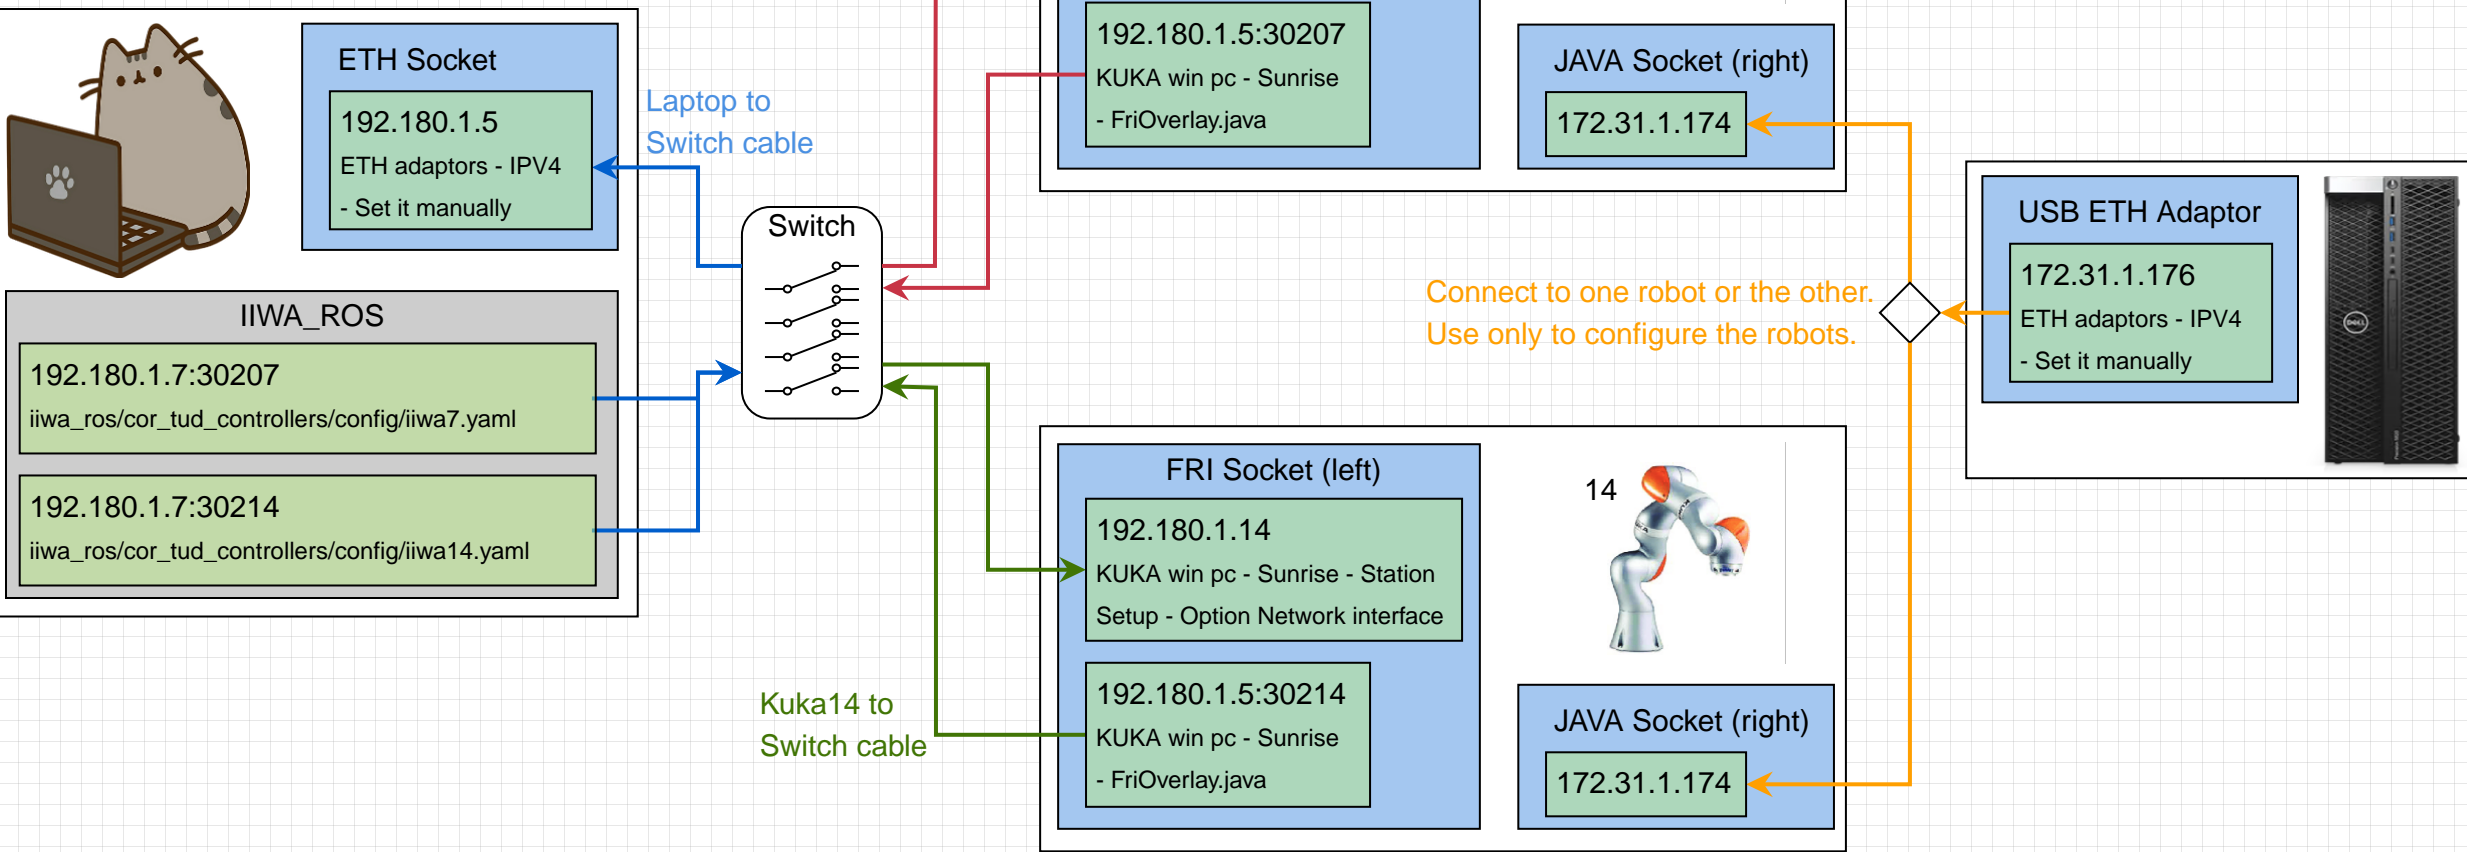 ETH Socket
192.180.1.5
ETH adaptors - IPV4
- Set it manually
IIWA_ROS
192.180.1.7:30207
iiwa_ros/cor_tud_controllers/config/iiwa7.yaml
192.180.1.7:30214
iiwa_ros/cor_tud_controllers/config/iiwa14.yaml
Laptop to
Switch cable
Switch
Kuka14 to
Switch cable
192.180.1.5:30207
KUKA win pc - Sunrise
- FriOverlay.java
JAVA Socket (right)
172.31.1.174
Connect to one robot or the other.
Use only to configure the robots.
FRI Socket (left)
192.180.1.14
KUKA win pc - Sunrise - Station
Setup - Option Network interface
192.180.1.5:30214
KUKA win pc - Sunrise
- FriOverlay.java
14
JAVA Socket (right)
172.31.1.174
USB ETH Adaptor
172.31.1.176
ETH adaptors - IPV4
- Set it manually
DELL